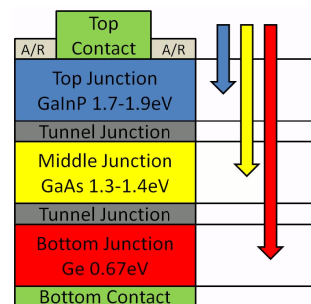 Top
Contact
A/R
A/R
Top Junction
GaInP 1.7-1.9eV
Tunnel Junction
Middle Junction
GaAs 1.3-1.4eV
Tunnel Junction
Bottom Junction
Ge 0.67eV
Bottom Contact